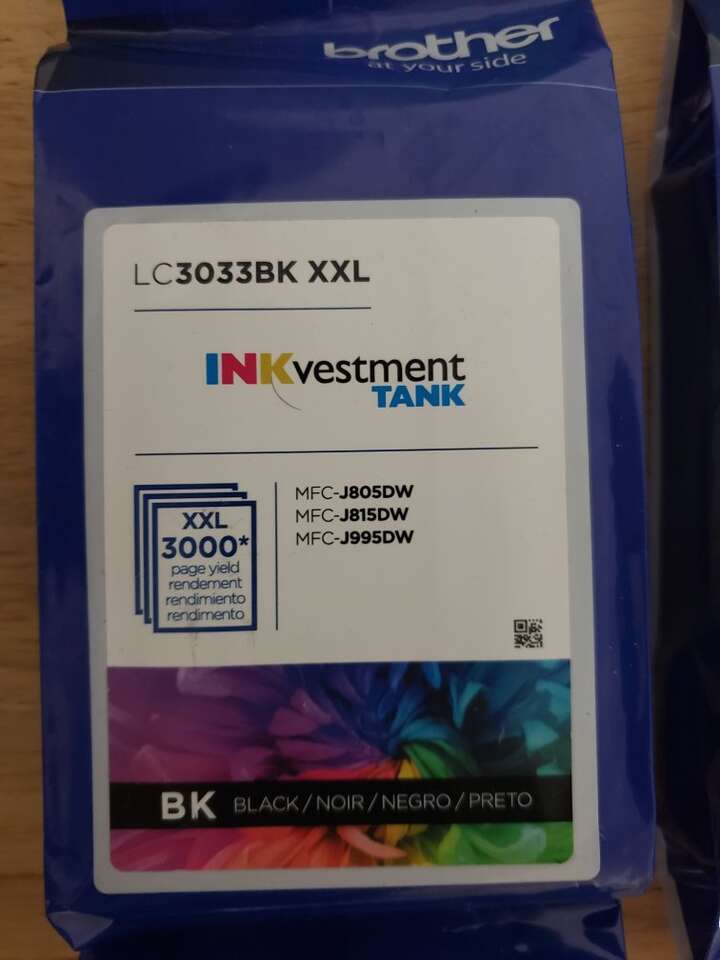 brother
at your side
LC3033BK XXL
INKvestment
TANK
XXL
3000*
page yield
rendement
rendimiento
rendimento
MFC-J805DW
MFC-J815DW
MFC-J995DW
BK BLACK / NOIR / NEGRO / PRETO